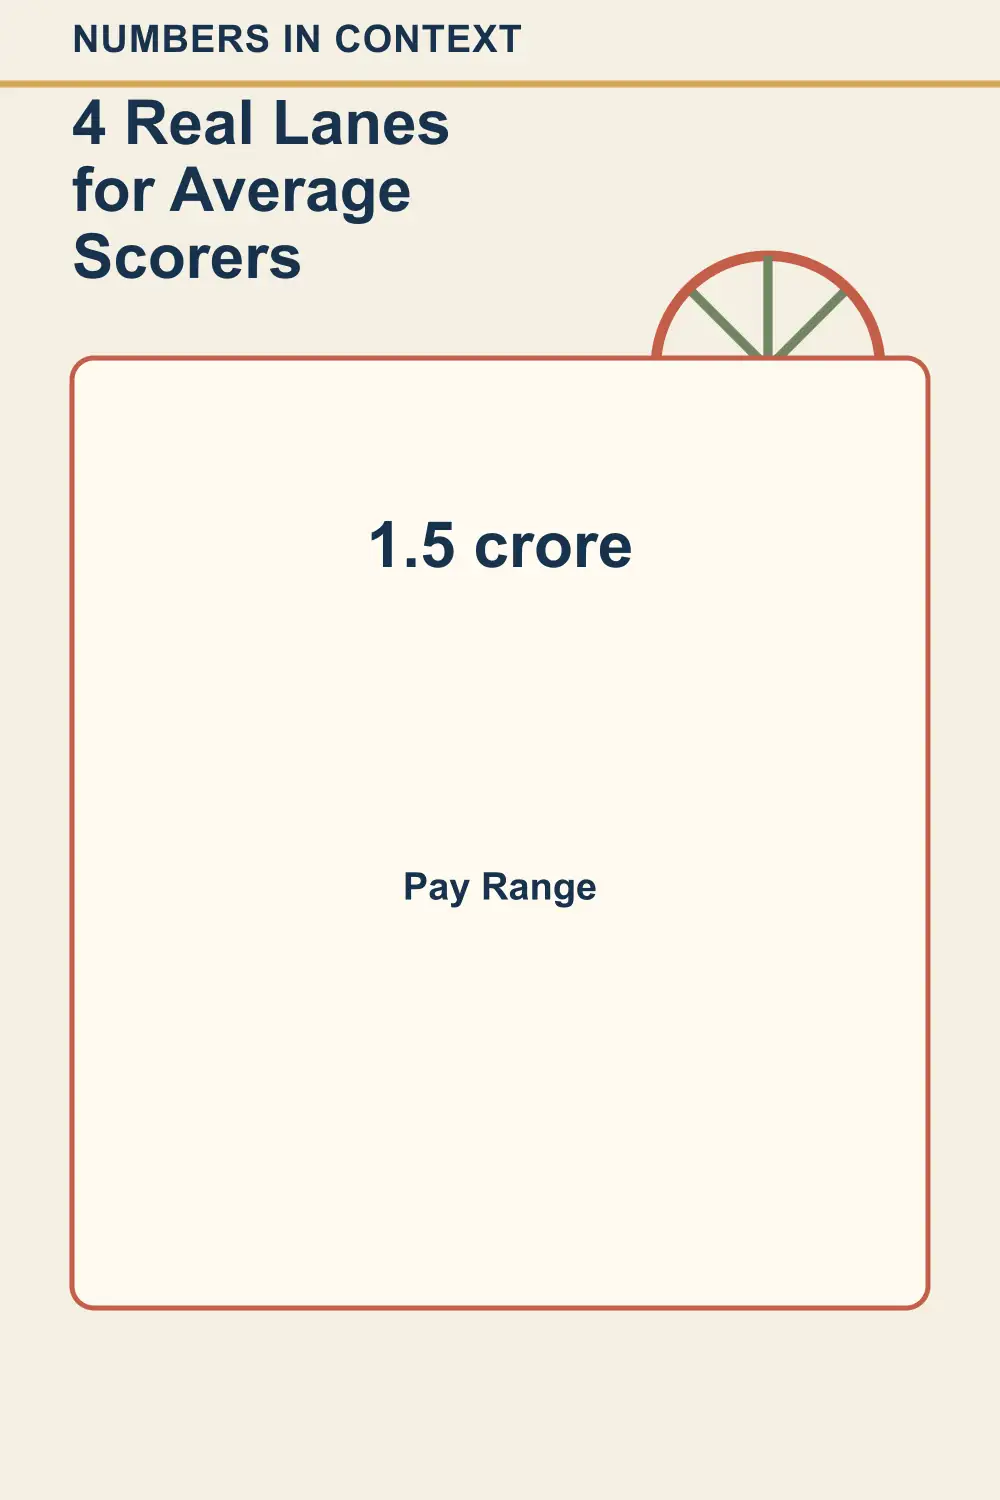 NUMBERS IN CONTEXT
4 Real Lanes
for Average
Scorers
1.5 crore
Pay Range